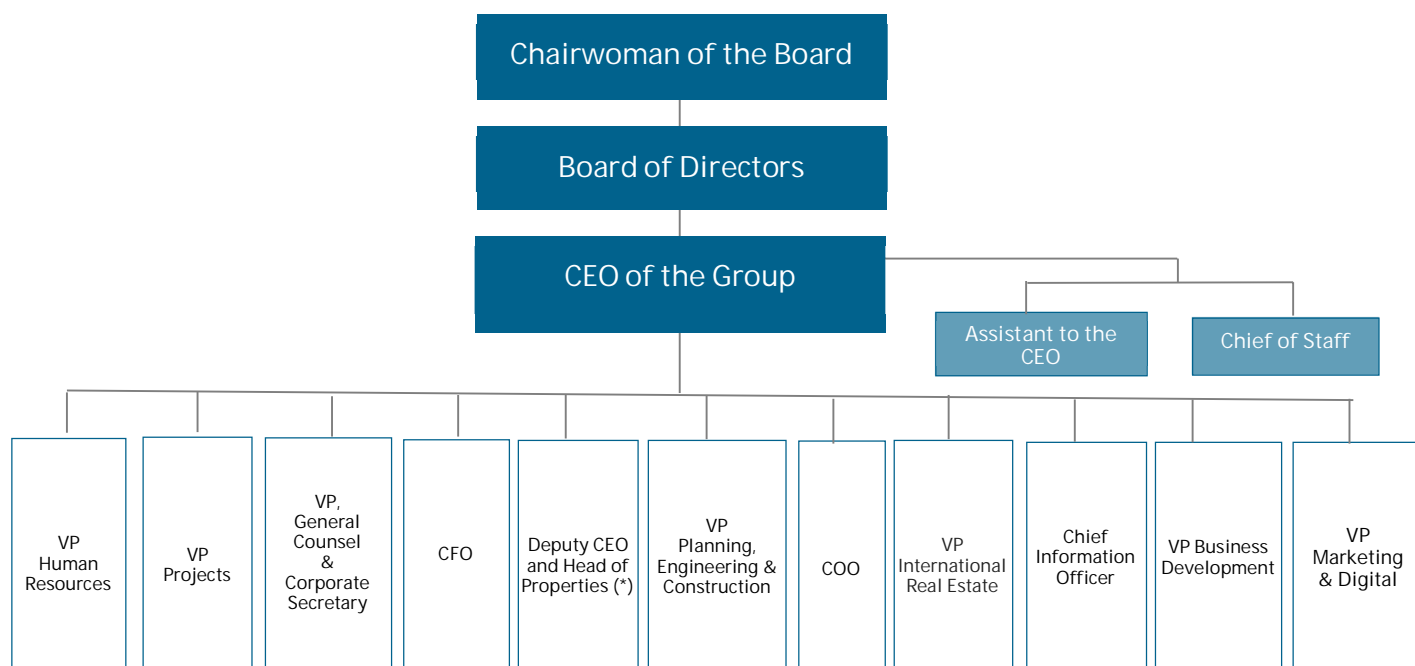 Chairwoman of the Board
Board of Directors
CEO of the Group
Assistant to the
CEO
Chief of Staff
VP
Human
Resources
VP
Projects
VP,
General
Counsel
&
Corporate
Secretary
CFO
Deputy CEO
and Head of
Properties (*)
VP
Planning,
Engineering &
Construction
COO
VP
International
Real Estate
Chief
Information
Officer
VP Business
Development
VP
Marketing
& Digital